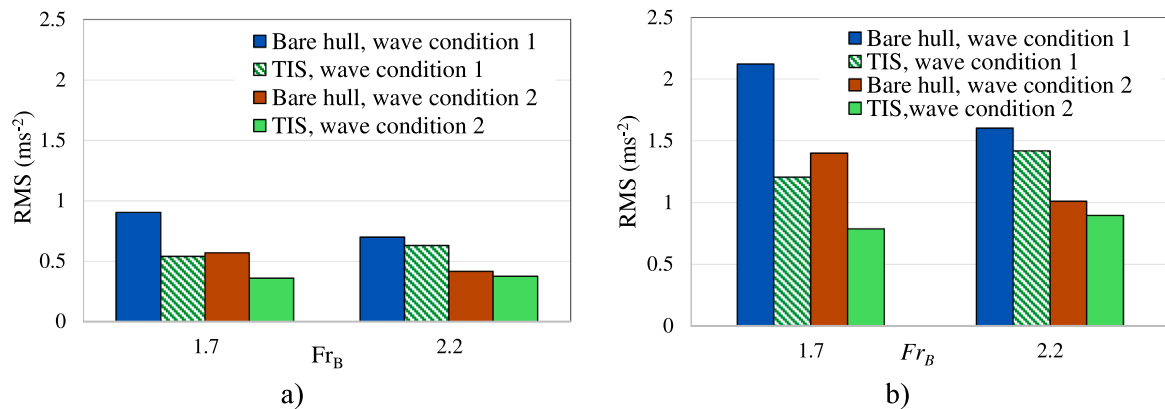 2.5
2
1.5
1
0.5
0
RMS (ms⁻²)
Bare hull, wave condition 1
TIS, wave condition 1
Bare hull, wave condition 2
TIS, wave condition 2
1.7 2.2
Fr_B
a)
2.5
2
1.5
1
0.5
0
RMS (ms⁻²)
Bare hull, wave condition 1
TIS, wave condition 1
Bare hull, wave condition 2
TIS,wave condition 2
1.7 2.2
Fr_B
b)